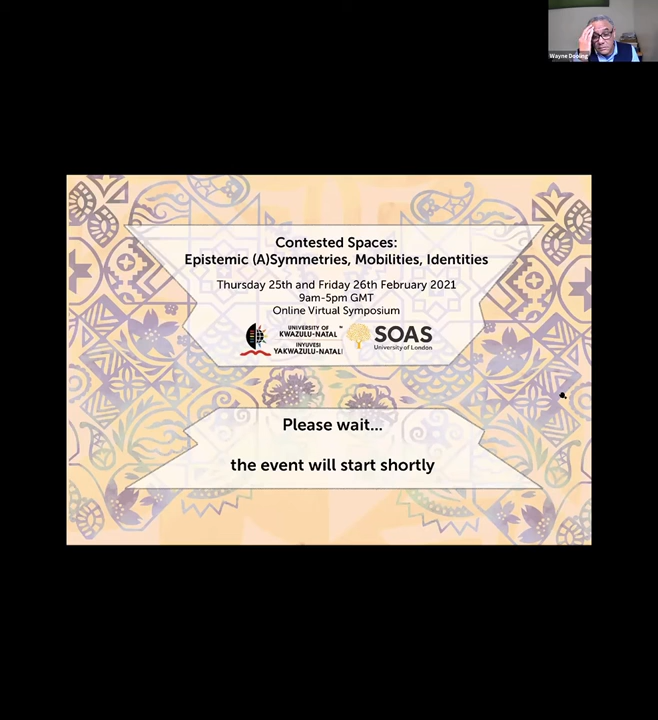 Wayne Dooling
Contested Spaces:
Epistemic (A)Symmetries, Mobilities, Identities
Thursday 25th and Friday 26th February 2021
9am-5pm GMT
Online Virtual Symposium
UNIVERSITY OF ™
KWAZULU-NATAL
INYUVESI
YAKWAZULU-NATALI
SOAS
University of London
Please wait...
the event will start shortly